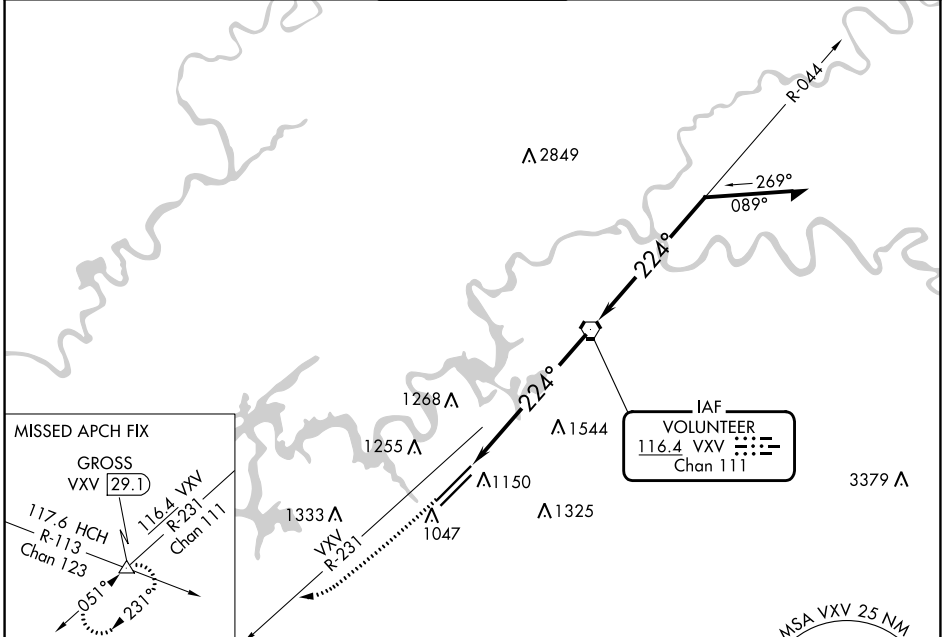 R-044
2849
269°
089°
224°
224°
1268
1255
1544
IAF
VOLUNTEER
116.4 VXV
Chan 111
3379
1150
1325
1333
1047
VXV
R-231
MISSED APCH FIX
GROSS
VXV 29.1
117.6 HCH
R-113
Chan 123
116.4 VXV
R-231
Chan 111
051°
231°
MSA VXV 25 NM